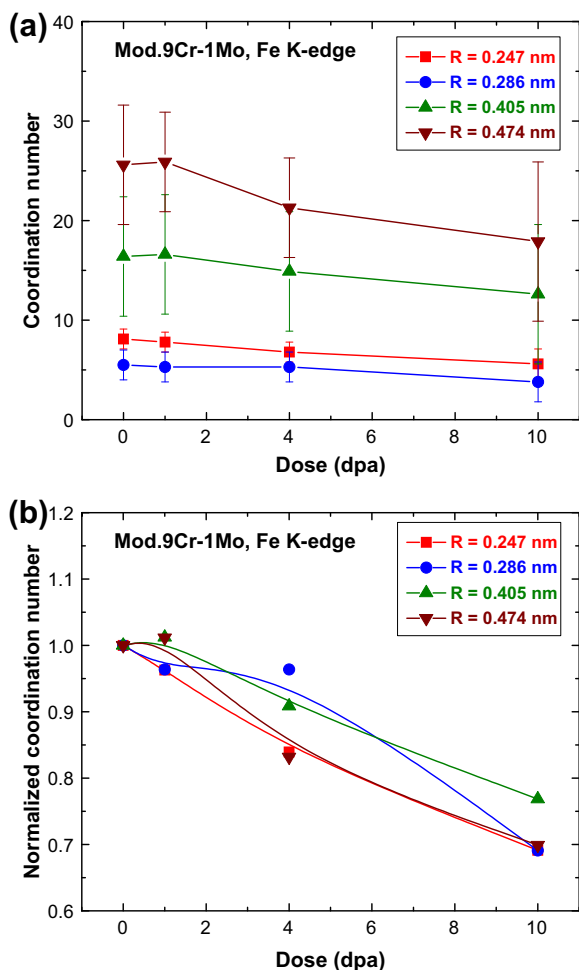 (a)
40
Mod.9Cr-1Mo, Fe K-edge
R = 0.247 nm
R = 0.286 nm
R = 0.405 nm
R = 0.474 nm
30
20
10
0
Coordination number
0 2 4 6 8 10
Dose (dpa)
(b)
1.2
Mod.9Cr-1Mo, Fe K-edge
R = 0.247 nm
R = 0.286 nm
R = 0.405 nm
R = 0.474 nm
1.1
1.0
0.9
0.8
0.7
0.6
Normalized coordination number
0 2 4 6 8 10
Dose (dpa)